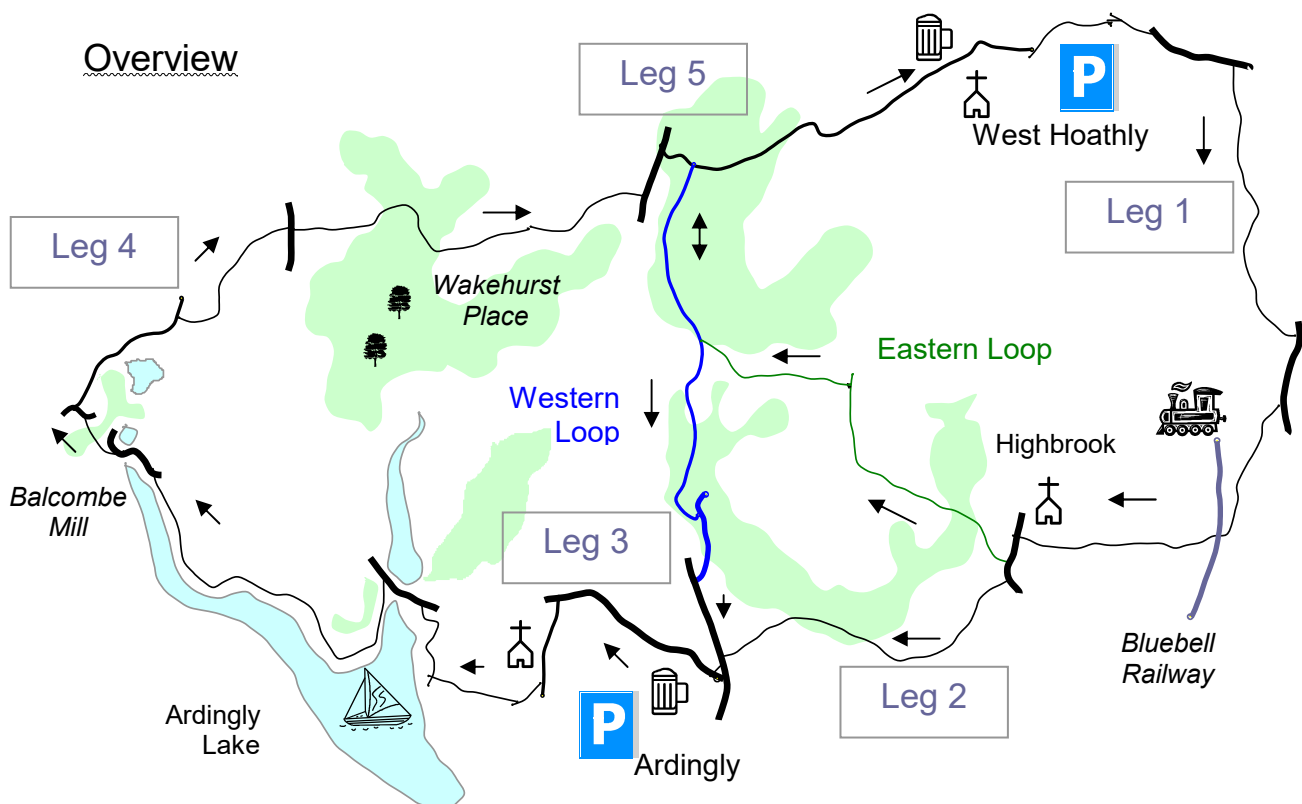 Overview
Leg 5
P
West Hoathly
Leg 1
Leg 4
Wakehurst
Place
Eastern Loop
Western
Loop
Highbrook
Balcombe
Mill
Leg 3
Bluebell
Railway
Leg 2
Ardingly
Lake
P
Ardingly